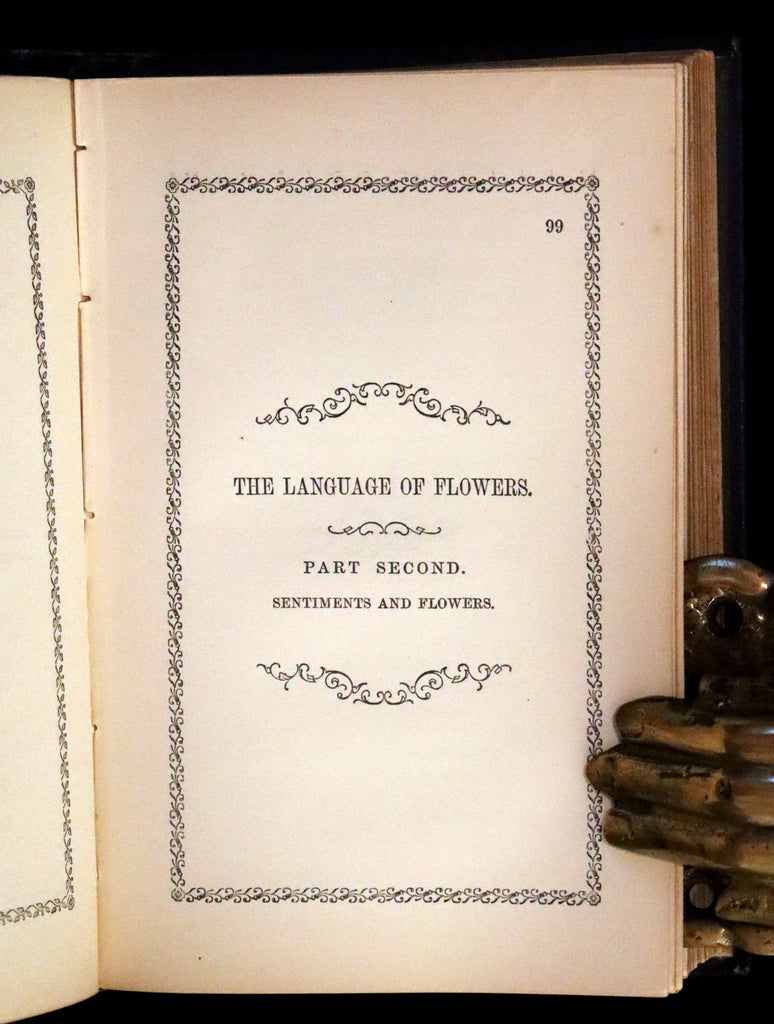 99
THE LANGUAGE OF FLOWERS.
PART SECOND.
SENTIMENTS AND FLOWERS.